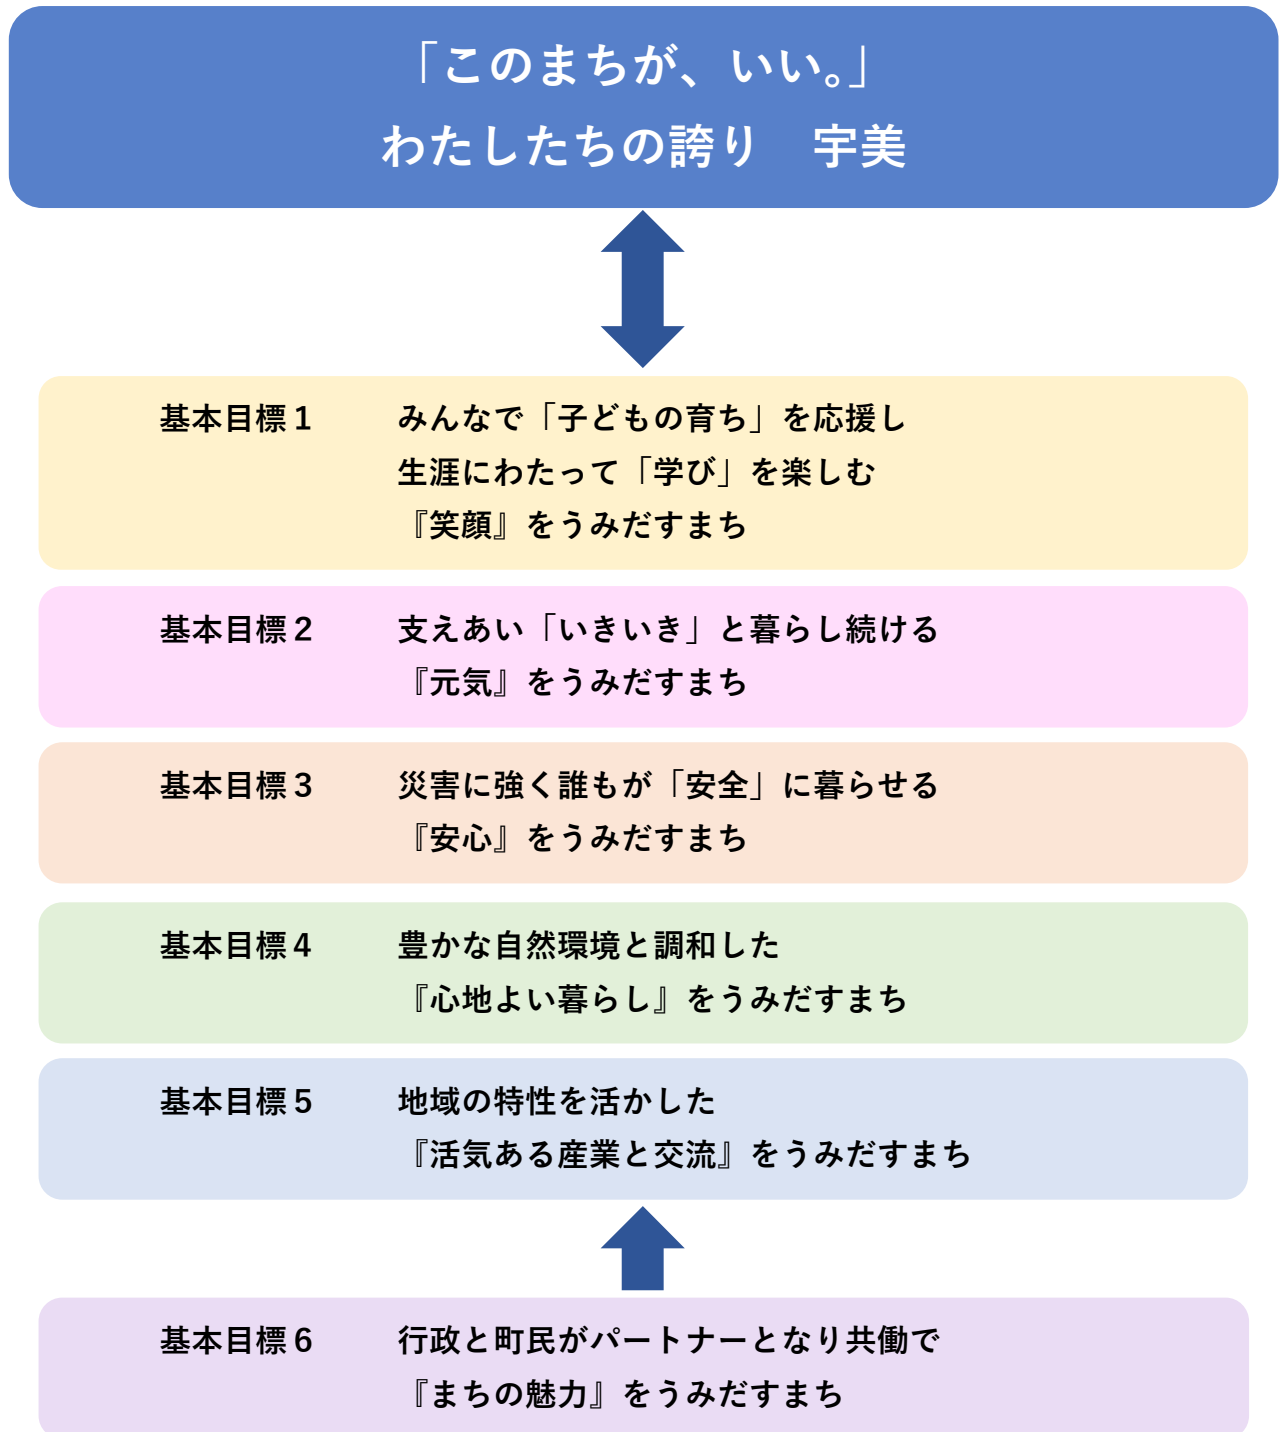 「このまちが、いい。」
わたしたちの誇り　宇美
基本目標１　みんなで「子どもの育ち」を応援し
生涯にわたって「学び」を楽しむ
『笑顔』をうみだすまち
基本目標２　支えあい「いきいき」と暮らし続ける
『元気』をうみだすまち
基本目標３　災害に強く誰もが「安全」に暮らせる
『安心』をうみだすまち
基本目標４　豊かな自然環境と調和した
『心地よい暮らし』をうみだすまち
基本目標５　地域の特性を活かした
『活気ある産業と交流』をうみだすまち
基本目標６　行政と町民がパートナーとなり共働で
『まちの魅力』をうみだすまち